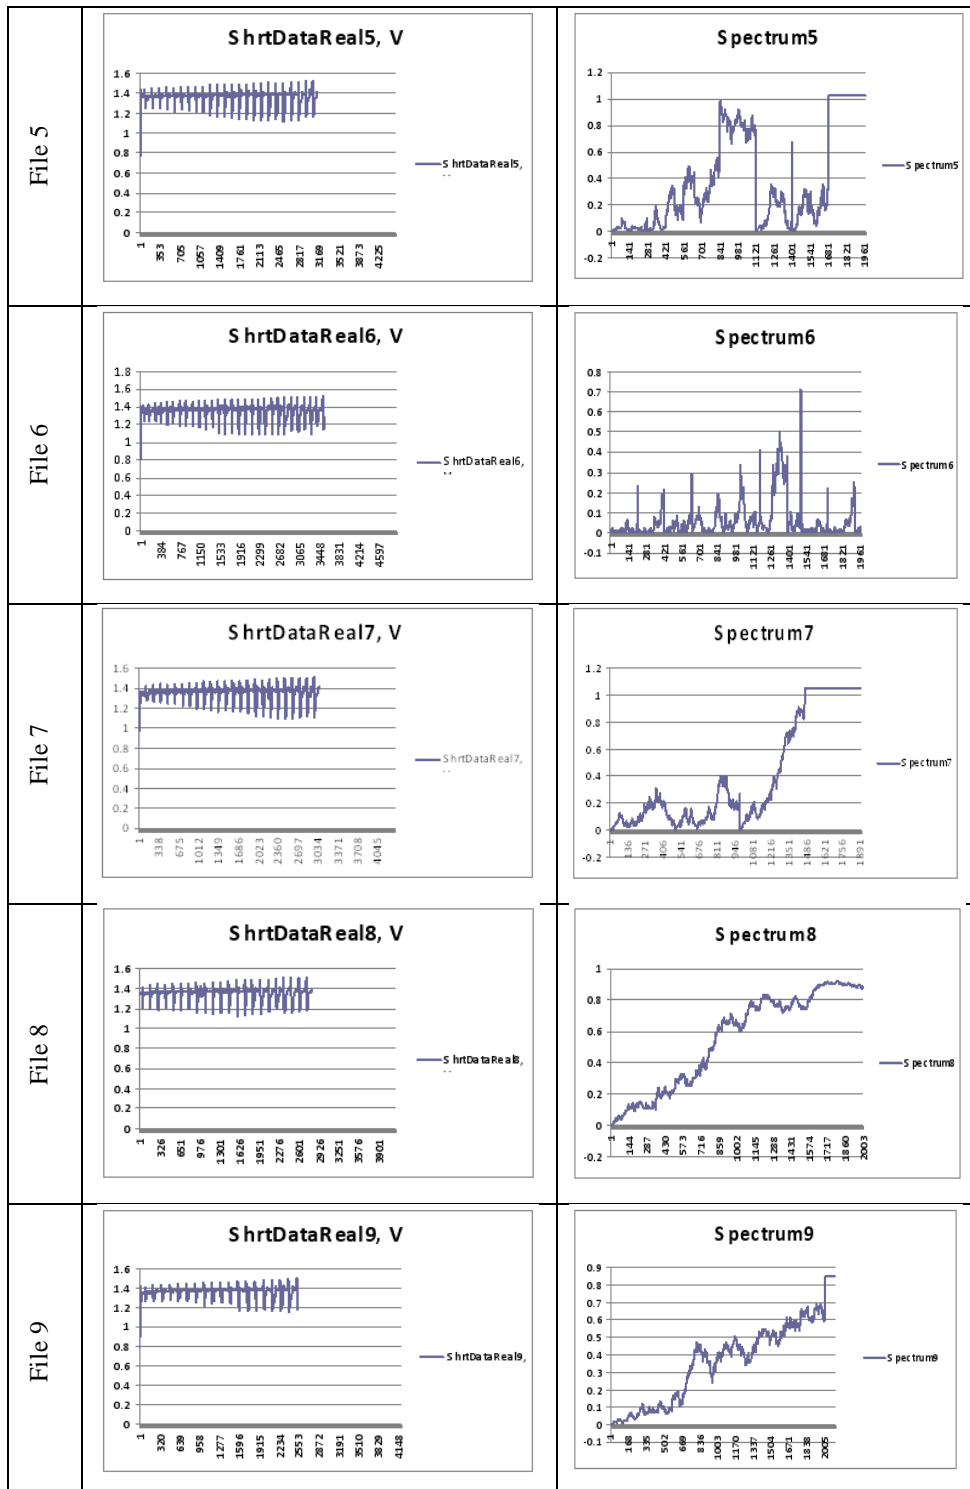 File 5
ShrtDataReal5, V
1.6
1.4
1.2
1
0.8
0.6
0.4
0.2
0
1 353 705 1057 1409 1761 2113 2465 2817 3169 3521 3873 4225
ShrtDataReal5,
Spectrum5
1.2
1
0.8
0.6
0.4
0.2
0
-0.2
1 141 281 421 561 701 841 981 1121 1261 1401 1541 1681 1821 1961
Spectrum5
File 6
ShrtDataReal6, V
1.8
1.6
1.4
1.2
1
0.8
0.6
0.4
0.2
0
1 384 767 1150 1533 1916 2299 2682 3065 3448 3831 4214 4597
ShrtDataReal6,
Spectrum6
0.8
0.7
0.6
0.5
0.4
0.3
0.2
0.1
0
-0.1
1 141 281 421 561 701 841 981 1121 1261 1401 1541 1681 1821 1961
Spectrum6
File 7
ShrtDataReal7, V
1.6
1.4
1.2
1
0.8
0.6
0.4
0.2
0
1 338 675 1012 1349 1686 2023 2360 2697 3034 3371 3708 4045
ShrtDataReal7,
Spectrum7
1.2
1
0.8
0.6
0.4
0.2
0
-0.2
1 136 271 406 541 676 811 946 1081 1216 1351 1486 1621 1756 1891
Spectrum7
File 8
ShrtDataReal8, V
1.6
1.4
1.2
1
0.8
0.6
0.4
0.2
0
1 326 651 976 1301 1626 1951 2276 2601 2926 3251 3576 3901
ShrtDataReal8,
Spectrum8
1
0.8
0.6
0.4
0.2
0
-0.2
1 144 287 430 573 716 859 1002 1145 1288 1431 1574 1717 1860 2003
Spectrum8
File 9
ShrtDataReal9, V
1.6
1.4
1.2
1
0.8
0.6
0.4
0.2
0
1 320 639 958 1277 1596 1915 2234 2553 2872 3191 3510 3829 4148
ShrtDataReal9,
Spectrum9
0.9
0.8
0.7
0.6
0.5
0.4
0.3
0.2
0.1
0
-0.1
1 168 335 502 669 836 1003 1170 1337 1504 1671 1838 2005
Spectrum9